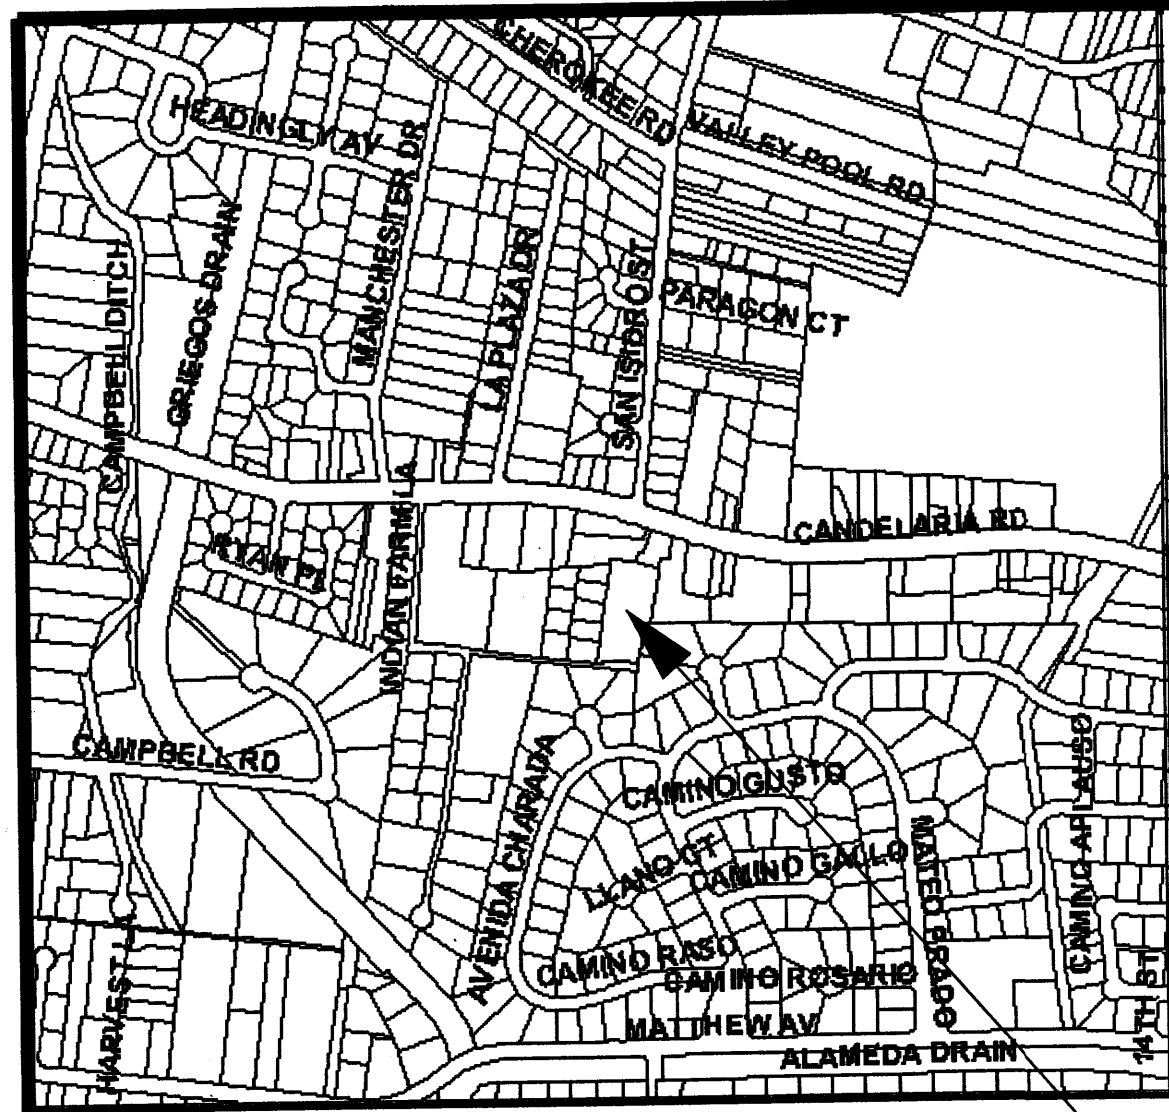 CHEROKEE RD
HEADINGLY AV
VALLEY POOL RD
MANCHESTER DR
GRIEGOS DRAIN
CAMPBELL DITCH
LA PLAZA DR
SAN ISIDRO ST
PARAGON CT
INDIAN FARM LA
CANDELARIA RD
RYAN PL
CAMPBELL RD
AVENIDA CHARADA
CAMINO GUSTO
LLANO CT
CAMINO GALLO
MATEO PRADO
CAMINO APLAUSO
HARVEST LA
CAMINO RASO
CAMINO ROSARIO
14TH ST
MATTHEW AV
ALAMEDA DRAIN